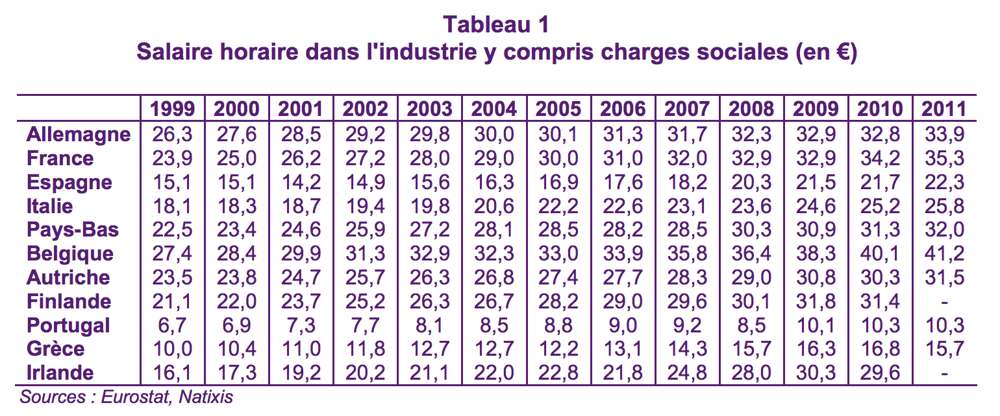 Tableau 1
Salaire horaire dans l'industrie y compris charges sociales (en €)
1999 2000 2001 2002 2003 2004 2005 2006 2007 2008 2009 2010 2011
Allemagne 26,3 27,6 28,5 29,2 29,8 30,0 30,1 31,3 31,7 32,3 32,9 32,8 33,9
France 23,9 25,0 26,2 27,2 28,0 29,0 30,0 31,0 32,0 32,9 32,9 34,2 35,3
Espagne 15,1 15,1 14,2 14,9 15,6 16,3 16,9 17,6 18,2 20,3 21,5 21,7 22,3
Italie 18,1 18,3 18,7 19,4 19,8 20,6 22,2 22,6 23,1 23,6 24,6 25,2 25,8
Pays-Bas 22,5 23,4 24,6 25,9 27,2 28,1 28,5 28,2 28,5 30,3 30,9 31,3 32,0
Belgique 27,4 28,4 29,9 31,3 32,9 32,3 33,0 33,9 35,8 36,4 38,3 40,1 41,2
Autriche 23,5 23,8 24,7 25,7 26,3 26,8 27,4 27,7 28,3 29,0 30,8 30,3 31,5
Finlande 21,1 22,0 23,7 25,2 26,3 26,7 28,2 29,0 29,6 30,1 31,8 31,4 -
Portugal 6,7 6,9 7,3 7,7 8,1 8,5 8,8 9,0 9,2 8,5 10,1 10,3 10,3
Grèce 10,0 10,4 11,0 11,8 12,7 12,7 12,2 13,1 14,3 15,7 16,3 16,8 15,7
Irlande 16,1 17,3 19,2 20,2 21,1 22,0 22,8 21,8 24,8 28,0 30,3 29,6 -
Sources : Eurostat, Natixis